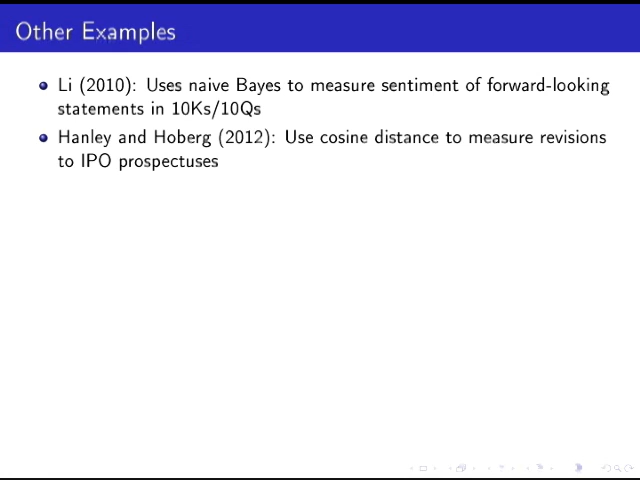 Other Examples
Li (2010): Uses naive Bayes to measure sentiment of forward-looking
statements in 10Ks/10Qs
Hanley and Hoberg (2012): Use cosine distance to measure revisions
to IPO prospectuses